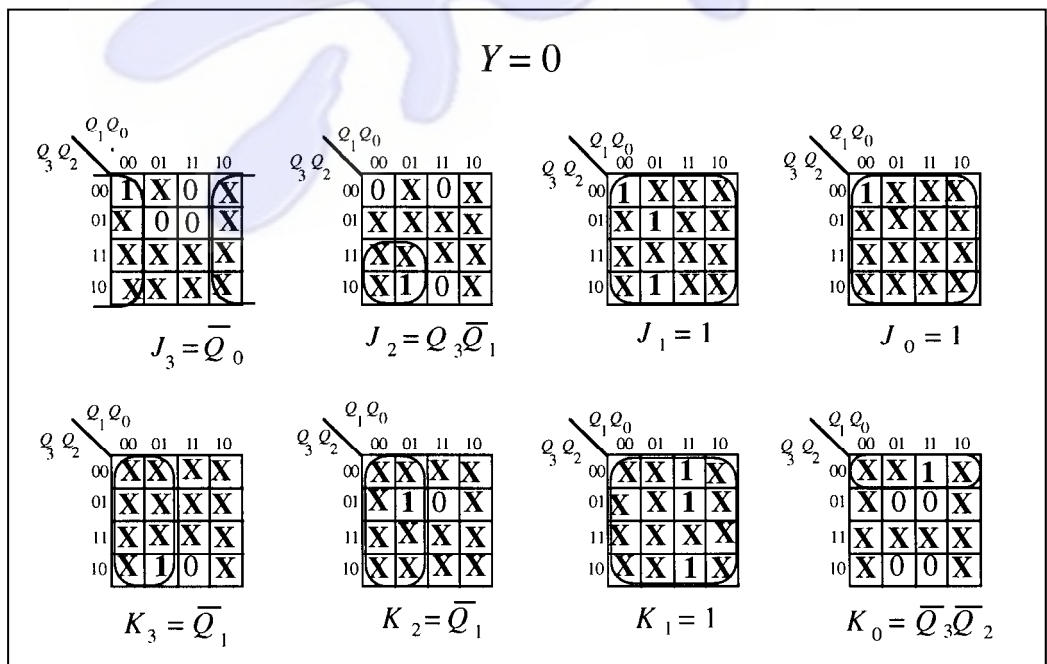 Y = 0
Q₁Q₀
Q₃Q₂
00 01 11 10
00 1 X 0 X
01 X 0 0 X
11 X X X X
10 X X X X
J₃ = Q̅₀
Q₁Q₀
Q₃Q₂
00 01 11 10
00 0 X 0 X
01 X X X X
11 X X X X
10 X 1 0 X
J₂ = Q₃Q̅₁
Q₁Q₀
Q₃Q₂
00 01 11 10
00 1 X X X
01 X 1 X X
11 X X X X
10 X 1 X X
J₁ = 1
Q₁Q₀
Q₃Q₂
00 01 11 10
00 1 X X X
01 X X X X
11 X X X X
10 X X X X
J₀ = 1
Q₁Q₀
Q₃Q₂
00 01 11 10
00 X X X X
01 X X X X
11 X X X X
10 X 1 0 X
K₃ = Q̅₁
Q₁Q₀
Q₃Q₂
00 01 11 10
00 X X X X
01 X 1 0 X
11 X X X X
10 X X X X
K₂ = Q̅₁
Q₁Q₀
Q₃Q₂
00 01 11 10
00 X X 1 X
01 X X 1 X
11 X X X X
10 X X 1 X
K₁ = 1
Q₁Q₀
Q₃Q₂
00 01 11 10
00 X X 1 X
01 X 0 0 X
11 X X X X
10 X 0 0 X
K₀ = Q̅₃Q̅₂